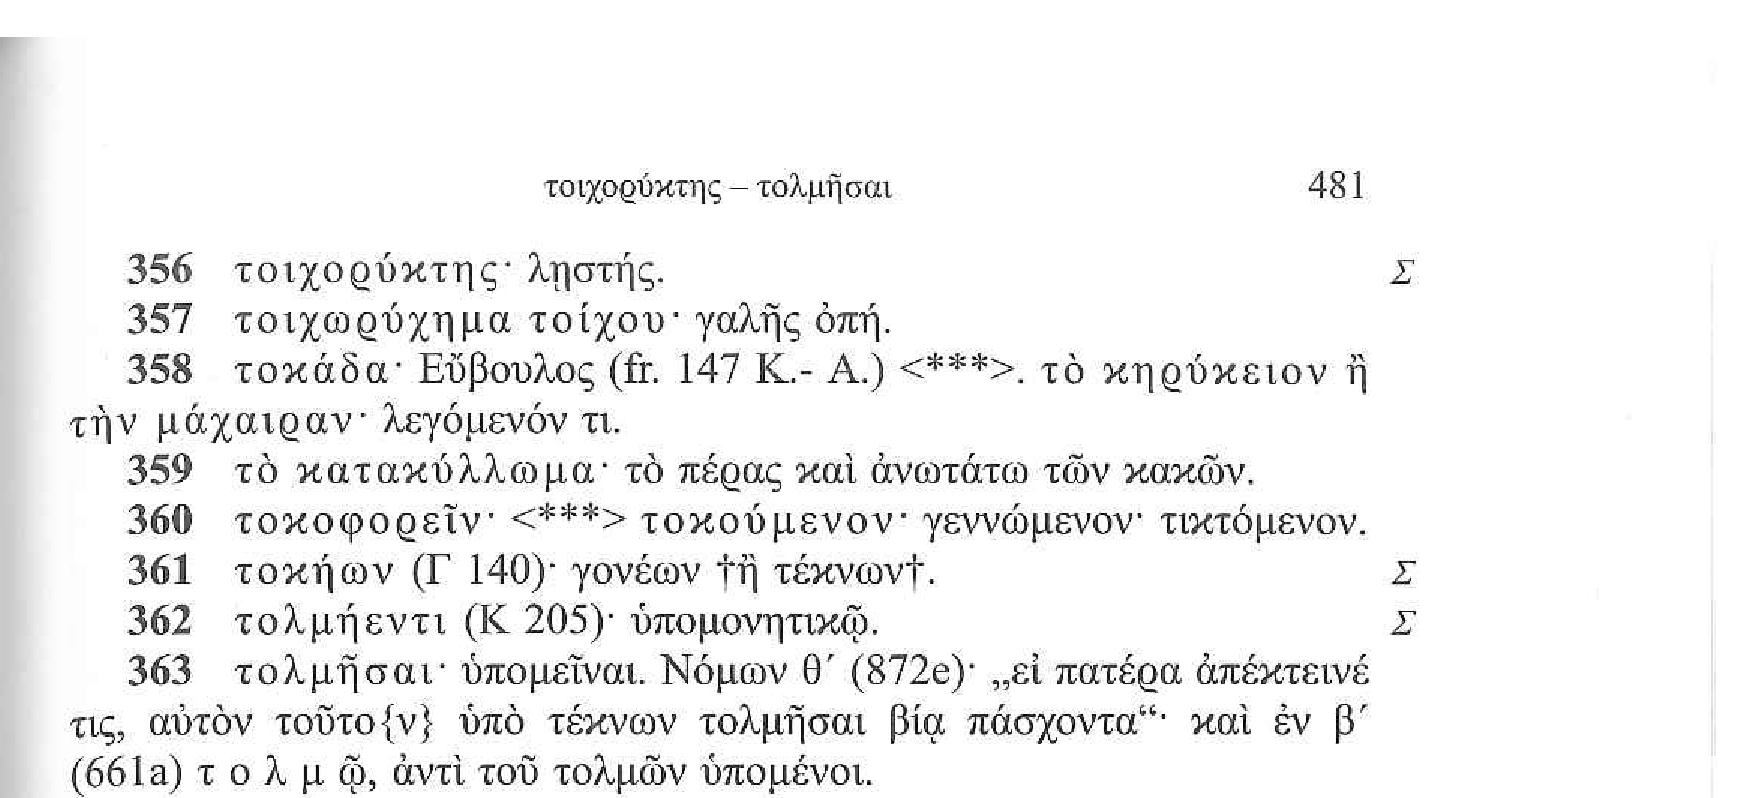 τοιχορύκτης – τολμῆσαι 481
356 τοιχορύκτης· λῃστής. Σ
357 τοιχωρύχημα τοίχου· γαλῆς ὀπή.
358 τοκάδα· Εὔβουλος (fr. 147 K.- A.) <***>. τὸ κηρύκειον ἢ
τὴν μάχαιραν· λεγόμενόν τι.
359 τὸ κατακύλλωμα· τὸ πέρας καὶ ἀνωτάτω τῶν κακῶν.
360 τοκοφορεῖν· <***> τοκούμενον· γεννώμενον· τικτόμενον.
361 τοκήων (Γ 140)· γονέων †ἢ τέκνων†. Σ
362 τολμήεντι (Κ 205)· ὑπομονητικῷ. Σ
363 τολμῆσαι· ὑπομεῖναι. Νόμων θ´ (872e)· „εἰ πατέρα ἀπέκτεινέ
τις, αὐτὸν τοῦτο{ν} ὑπὸ τέκνων τολμῆσαι βίᾳ πάσχοντα“· καὶ ἐν β´
(661a) τολμῷ, ἀντὶ τοῦ τολμῶν ὑπομένοι.